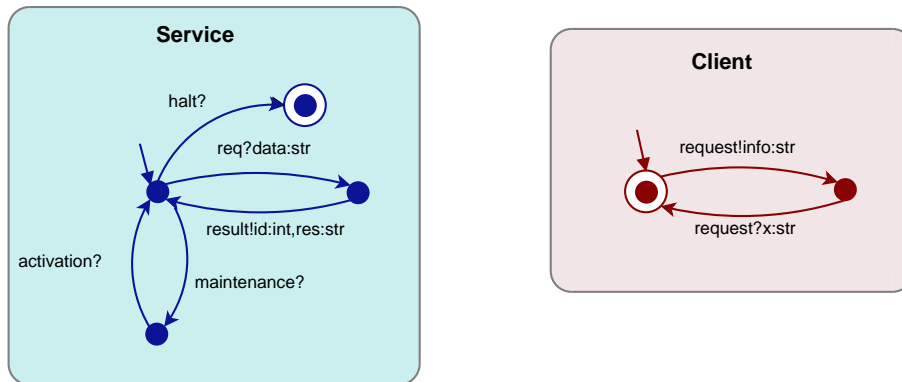 Service
halt?
req?data:str
result!id:int,res:str
activation?
maintenance?
Client
request!info:str
request?x:str